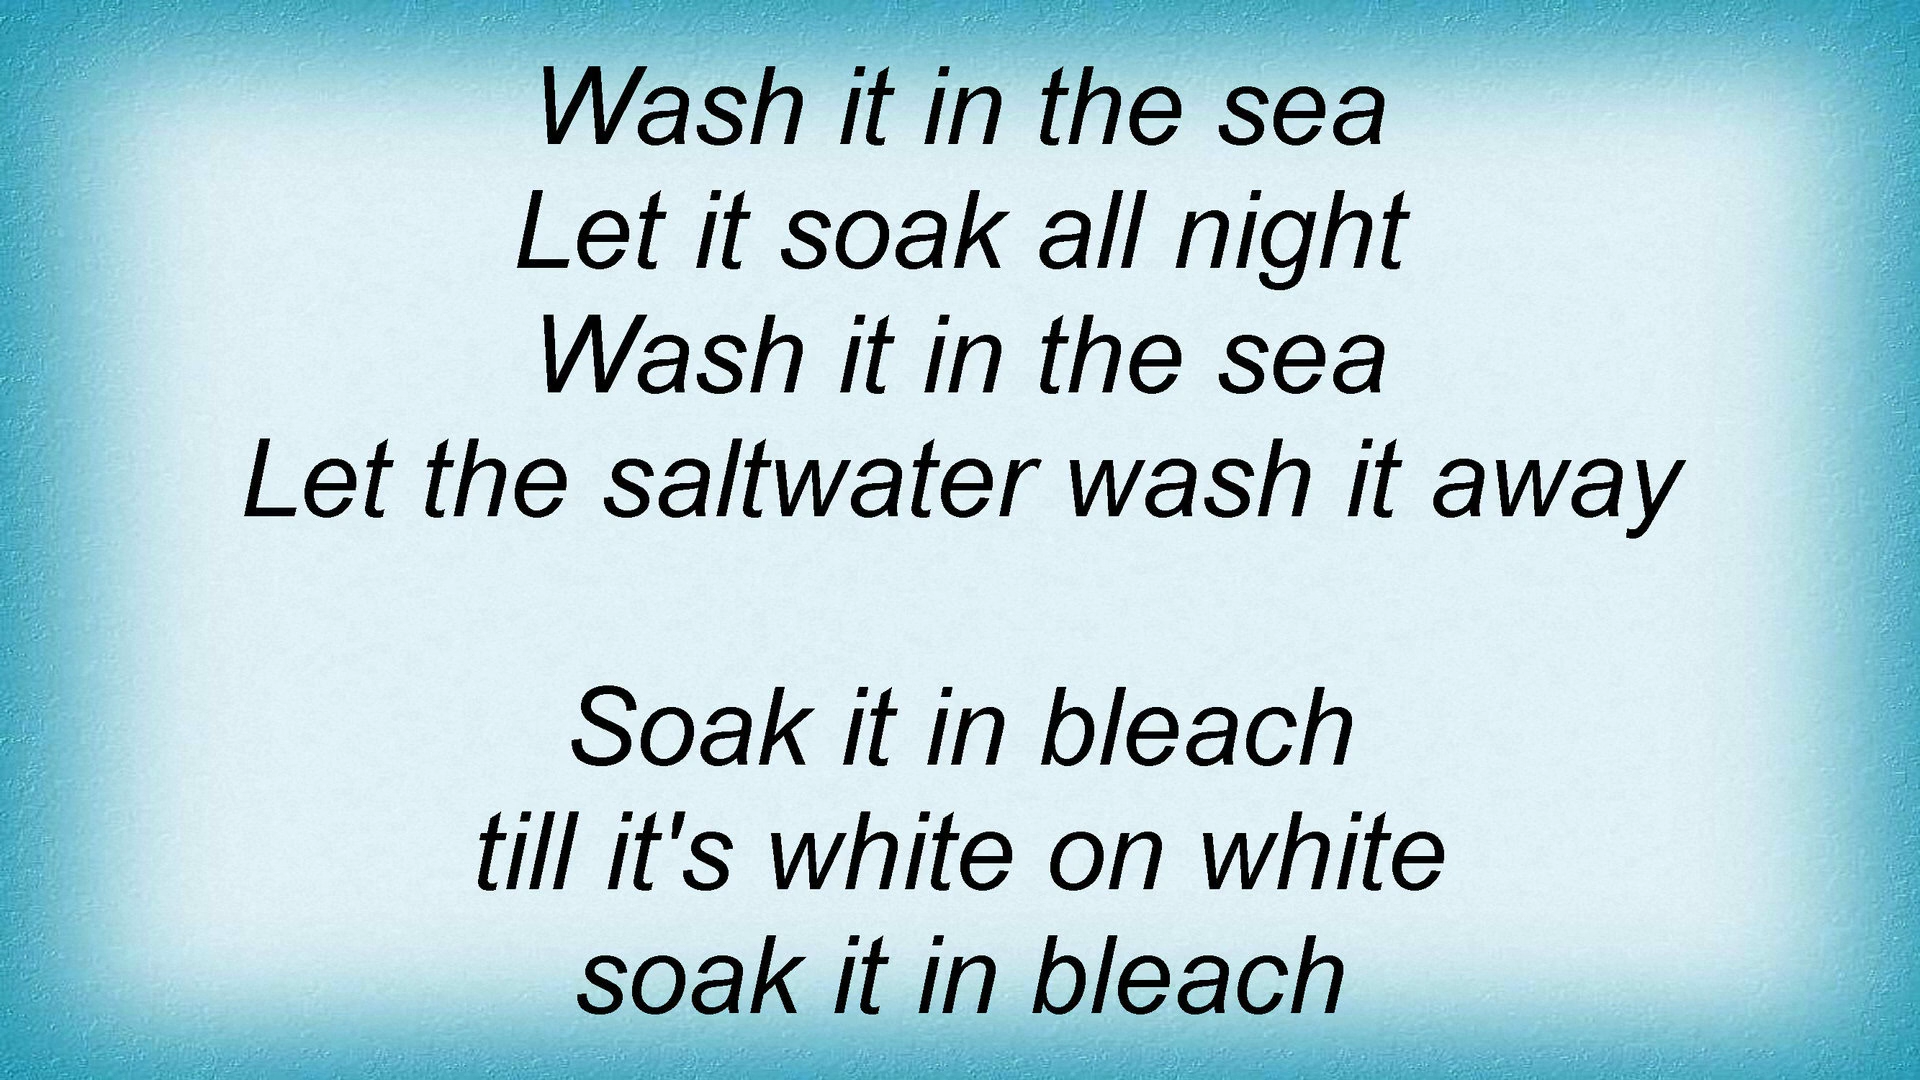 Wash it in the sea
Let it soak all night
Wash it in the sea
Let the saltwater wash it away
Soak it in bleach
till it's white on white
soak it in bleach